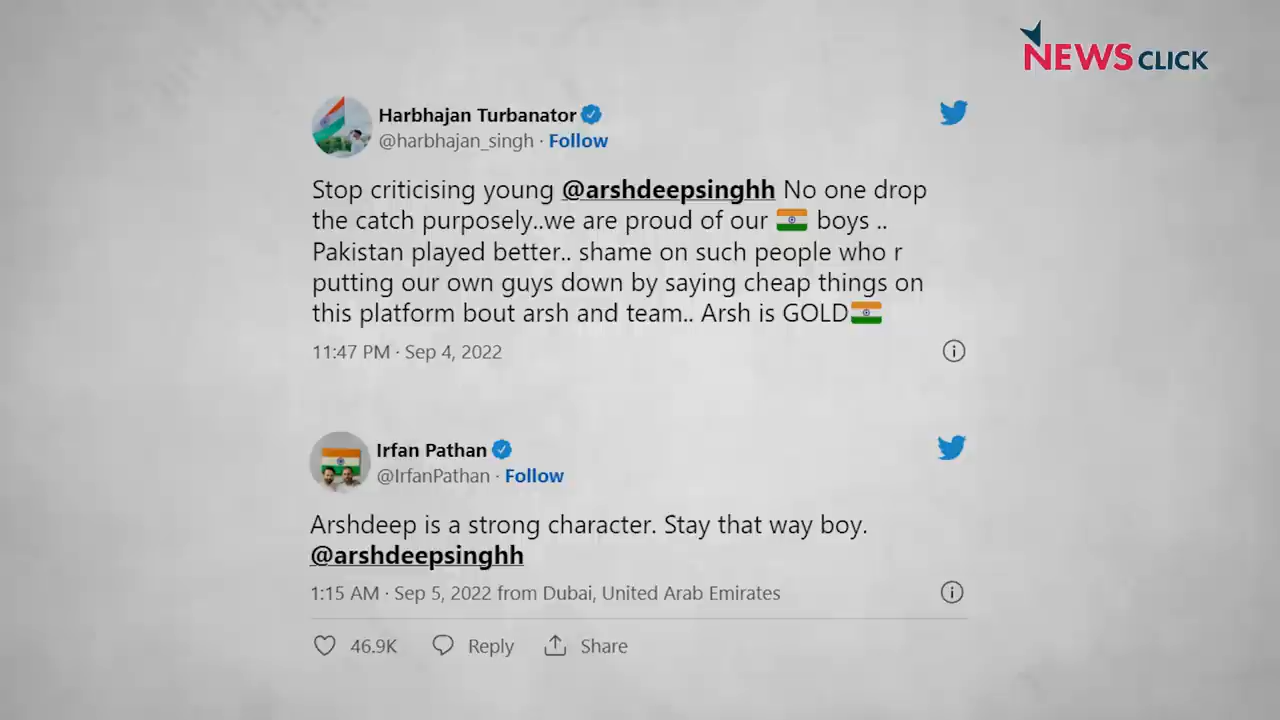 NEWS CLICK
Harbhajan Turbanator
@harbhajan_singh · Follow
Stop criticising young @arshdeepsinghh No one drop
the catch purposely..we are proud of our 🇮🇳 boys ..
Pakistan played better.. shame on such people who r
putting our own guys down by saying cheap things on
this platform bout arsh and team.. Arsh is GOLD🇮🇳
11:47 PM · Sep 4, 2022
Irfan Pathan
@IrfanPathan · Follow
Arshdeep is a strong character. Stay that way boy.
@arshdeepsinghh
1:15 AM · Sep 5, 2022 from Dubai, United Arab Emirates
46.9K Reply Share